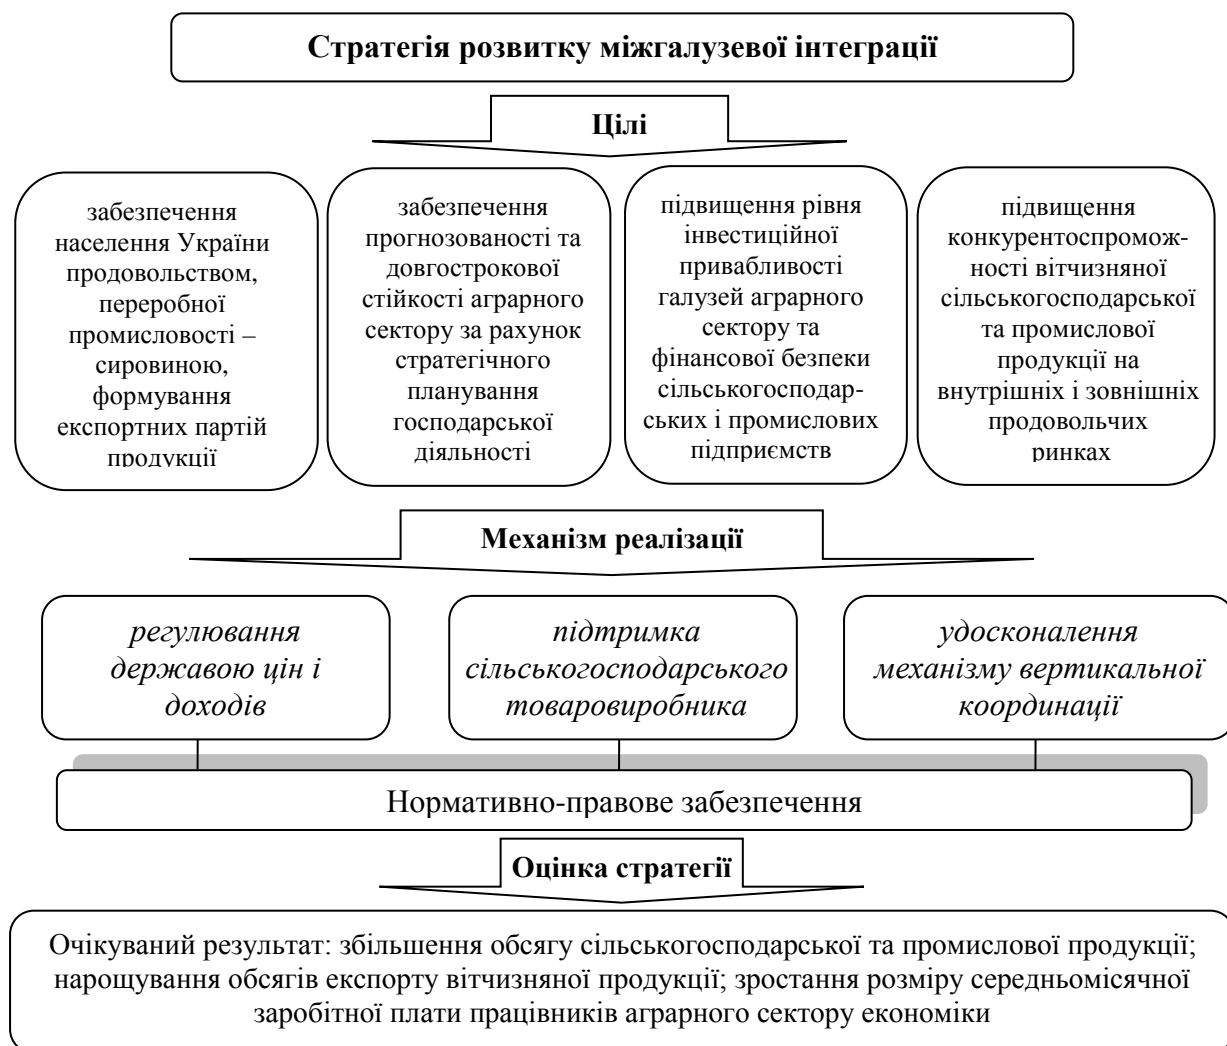 Стратегія розвитку міжгалузевої інтеграції
Цілі
забезпечення
населення України
продовольством,
переробної
промисловості –
сировиною,
формування
експортних партій
продукції
забезпечення
прогнозованості та
довгострокової
стійкості аграрного
сектору за рахунок
стратегічного
планування
господарської
діяльності
підвищення рівня
інвестиційної
привабливості
галузей аграрного
сектору та
фінансової безпеки
сільськогосподар-
ських і промислових
підприємств
підвищення
конкурентоспромож-
ності вітчизняної
сільськогосподарської
та промислової
продукції на
внутрішніх і зовнішніх
продовольчих
ринках
Механізм реалізації
регулювання
державою цін і
доходів
підтримка
сільськогосподарського
товаровиробника
удосконалення
механізму вертикальної
координації
Нормативно-правове забезпечення
Оцінка стратегії
Очікуваний результат: збільшення обсягу сільськогосподарської та промислової продукції;
нарощування обсягів експорту вітчизняної продукції; зростання розміру середньомісячної
заробітної плати працівників аграрного сектору економіки